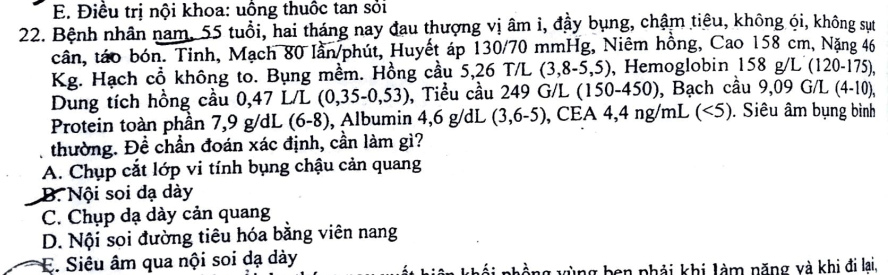 E. Điều trị nội khoa: uống thuốc tan sỏi
22. Bệnh nhân nam, 55 tuổi, hai tháng nay đau thượng vị âm ỉ, đầy bụng, chậm tiêu, không ói, không sụt
cân, táo bón. Tỉnh, Mạch 80 lần/phút, Huyết áp 130/70 mmHg, Niêm hồng, Cao 158 cm, Nặng 46
Kg. Hạch cổ không to. Bụng mềm. Hồng cầu 5,26 T/L (3,8-5,5), Hemoglobin 158 g/L (120-175),
Dung tích hồng cầu 0,47 L/L (0,35-0,53), Tiểu cầu 249 G/L (150-450), Bạch cầu 9,09 G/L (4-10),
Protein toàn phần 7,9 g/dL (6-8), Albumin 4,6 g/dL (3,6-5), CEA 4,4 ng/mL (<5). Siêu âm bụng bình
thường. Để chẩn đoán xác định, cần làm gì?
A. Chụp cắt lớp vi tính bụng chậu cản quang
B. Nội soi dạ dày
C. Chụp dạ dày cản quang
D. Nội soi đường tiêu hóa bằng viên nang
E. Siêu âm qua nội soi dạ dày
khối phồng vùng bẹn phải khi làm nặng và khi đi lại,